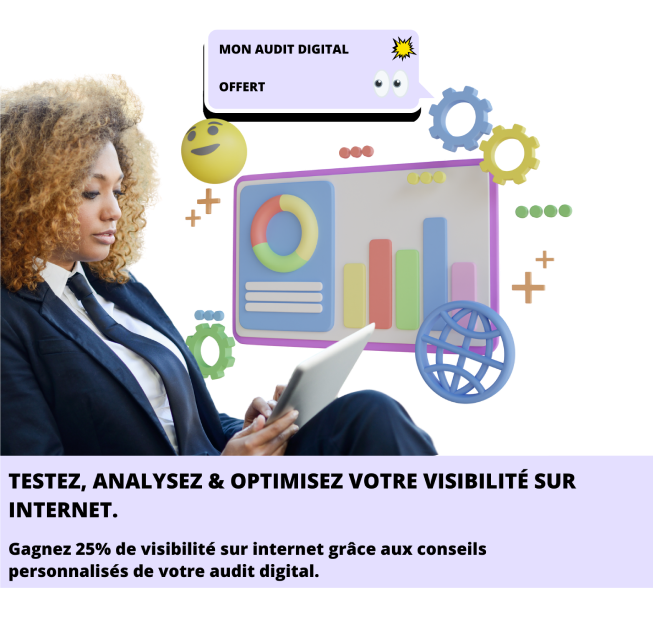 MON AUDIT DIGITAL
OFFERT
TESTEZ, ANALYSEZ & OPTIMISEZ VOTRE VISIBILITÉ SUR
INTERNET.
Gagnez 25% de visibilité sur internet grâce aux conseils
personnalisés de votre audit digital.